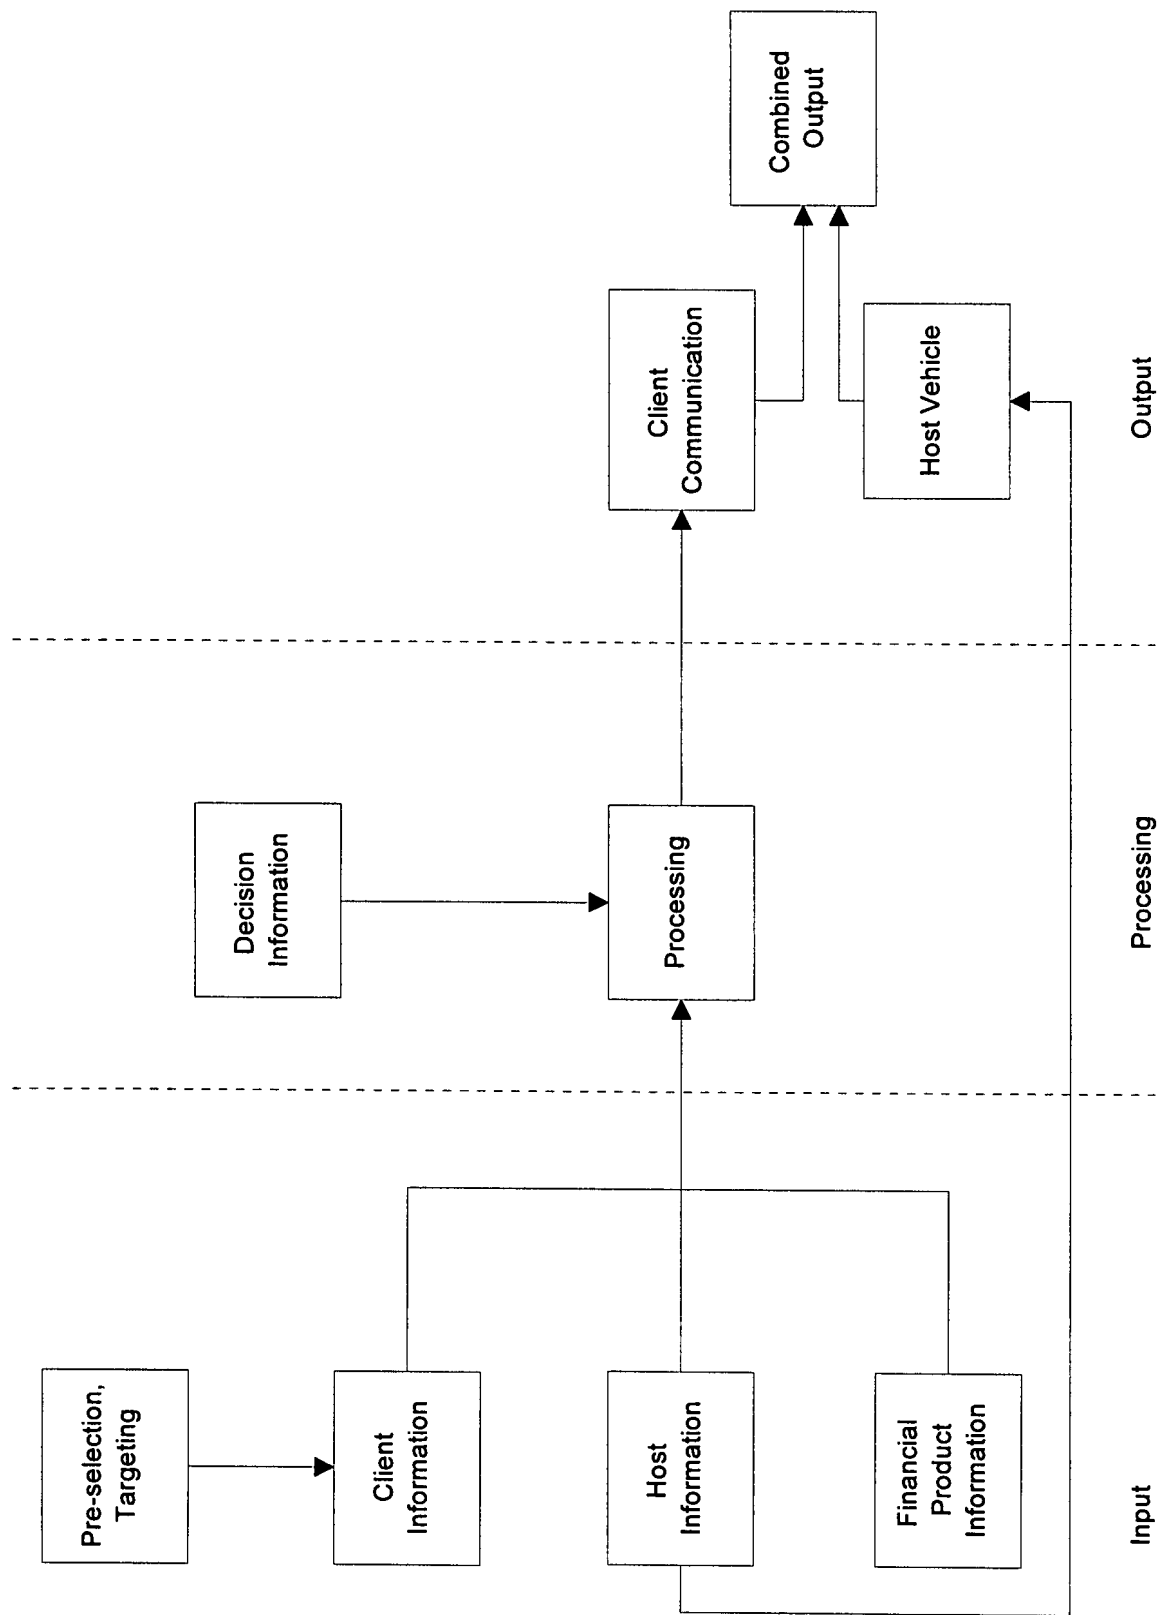 Pre-selection,
Targeting
Client
Information
Host
Information
Financial
Product
Information
Input
Decision
Information
Processing
Processing
Client
Communication
Host Vehicle
Combined
Output
Output